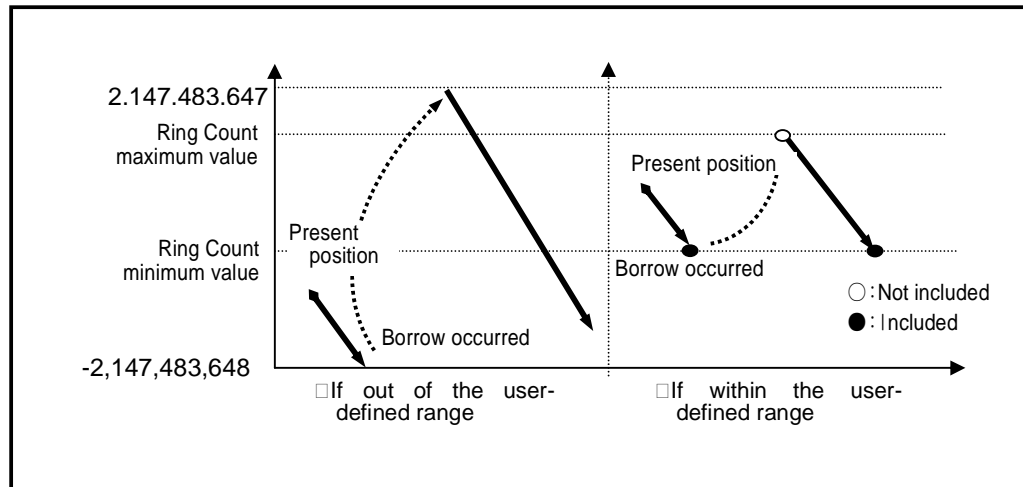 2.147.483.647
Ring Count
maximum value
Ring Count
minimum value
-2,147,483,648
Present
position
Borrow occurred
□If out of the user-
defined range
Present position
Borrow occurred
○:Not included
●:Included
□If within the user-
defined range